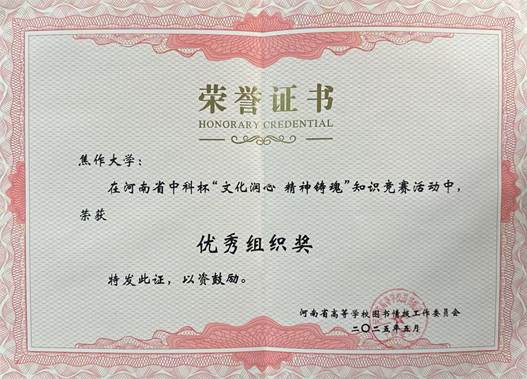 荣誉证书
HONORARY CREDENTIAL
焦作大学：
在河南省中科杯“文化润心 精神铸魂”知识竞赛活动中，
荣获
优秀组织奖
特发此证，以资鼓励。
河南省高等学校图书情报工作委员会
二〇二五年五月